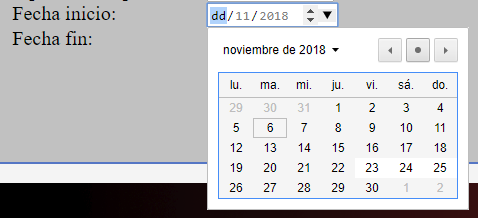 Fecha inicio: dd/11/2018
Fecha fin:
noviembre de 2018
lu. ma. mi. ju. vi. sá. do.
29 30 31 1 2 3 4
5 6 7 8 9 10 11
12 13 14 15 16 17 18
19 20 21 22 23 24 25
26 27 28 29 30 1 2